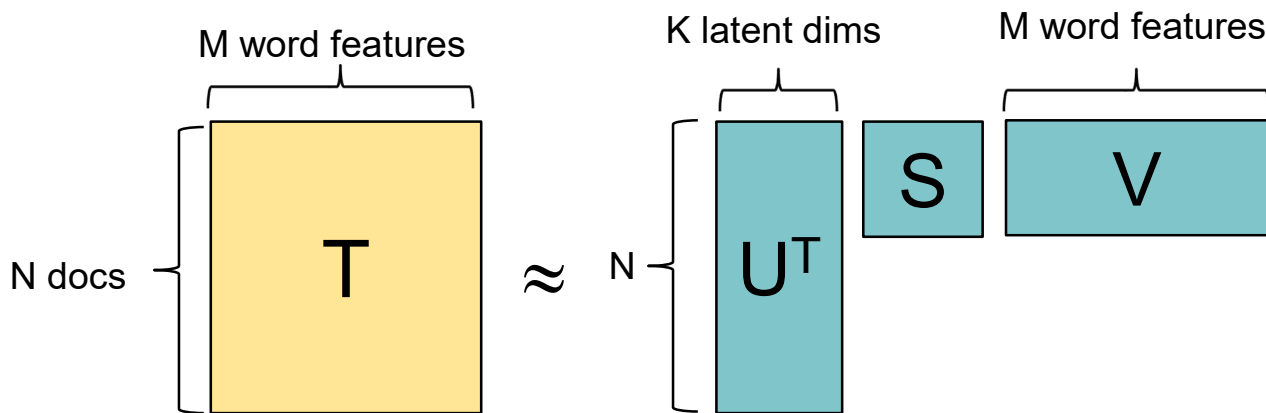 M word features
K latent dims
M word features
N docs
T
≈
N
U^T
S
V